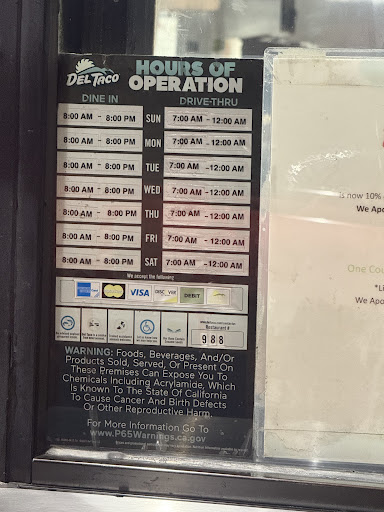 DEL TACO
HOURS OF
OPERATION
DINE IN DRIVE-THRU
8:00 AM - 8:00 PM SUN 7:00 AM - 12:00 AM
8:00 AM - 8:00 PM MON 7:00 AM - 12:00 AM
8:00 AM - 8:00 PM TUE 7:00 AM - 12:00 AM
8:00 AM - 8:00 PM WED 7:00 AM - 12:00 AM
8:00 AM - 8:00 PM THU 7:00 AM - 12:00 AM
8:00 AM - 8:00 PM FRI 7:00 AM - 12:00 AM
8:00 AM - 8:00 PM SAT 7:00 AM - 12:00 AM
We accept the following
VISA DISCOVER DEBIT
Restaurant #
988
WARNING: Foods, Beverages, And/Or
Products Sold, Served, Or Present On
These Premises Can Expose You To
Chemicals Including Acrylamide, Which
Is Known To The State Of California
To Cause Cancer And Birth Defects
Or Other Reproductive Harm.
For More Information Go To
www.P65Warnings.ca.gov
is now 10%
We Apo
One Cou
*Li
We Apo